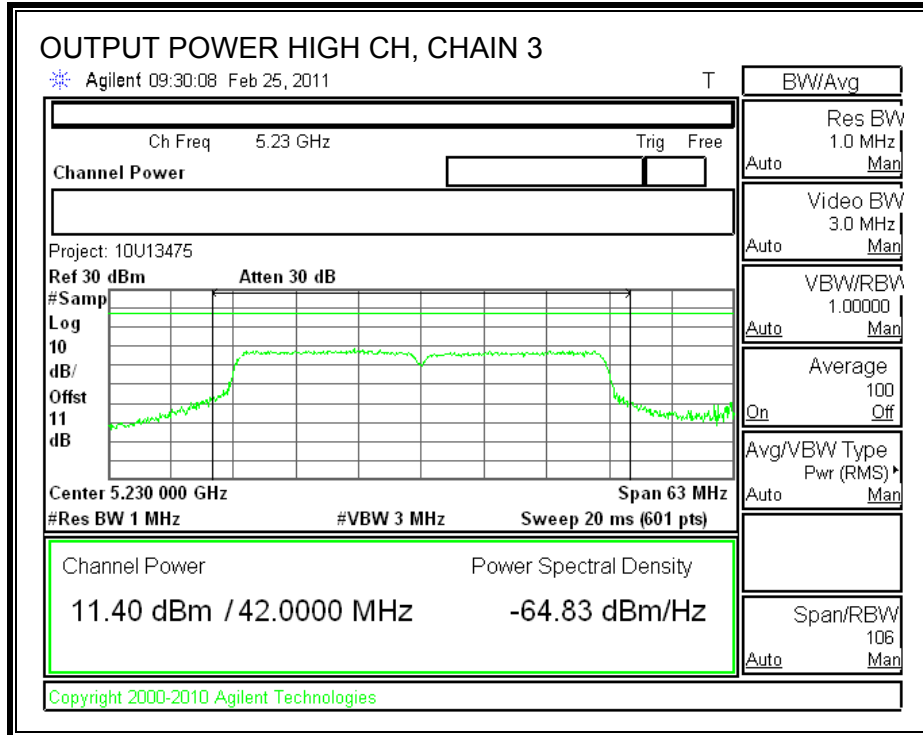 OUTPUT POWER HIGH CH, CHAIN 3
Agilent 09:30:08 Feb 25, 2011 T
Ch Freq 5.23 GHz Trig Free
Channel Power
Project: 10U13475
Ref 30 dBm Atten 30 dB
#Samp
Log
10
dB/
Offst
11
dB
Center 5.230 000 GHz Span 63 MHz
#Res BW 1 MHz #VBW 3 MHz Sweep 20 ms (601 pts)
Channel Power Power Spectral Density
11.40 dBm / 42.0000 MHz -64.83 dBm/Hz
Copyright 2000-2010 Agilent Technologies
BW/Avg
Res BW
1.0 MHz
Auto Man
Video BW
3.0 MHz
Auto Man
VBW/RBW
1.00000
Auto Man
Average
100
On Off
Avg/VBW Type
Pwr (RMS)
Auto Man
Span/RBW
106
Auto Man